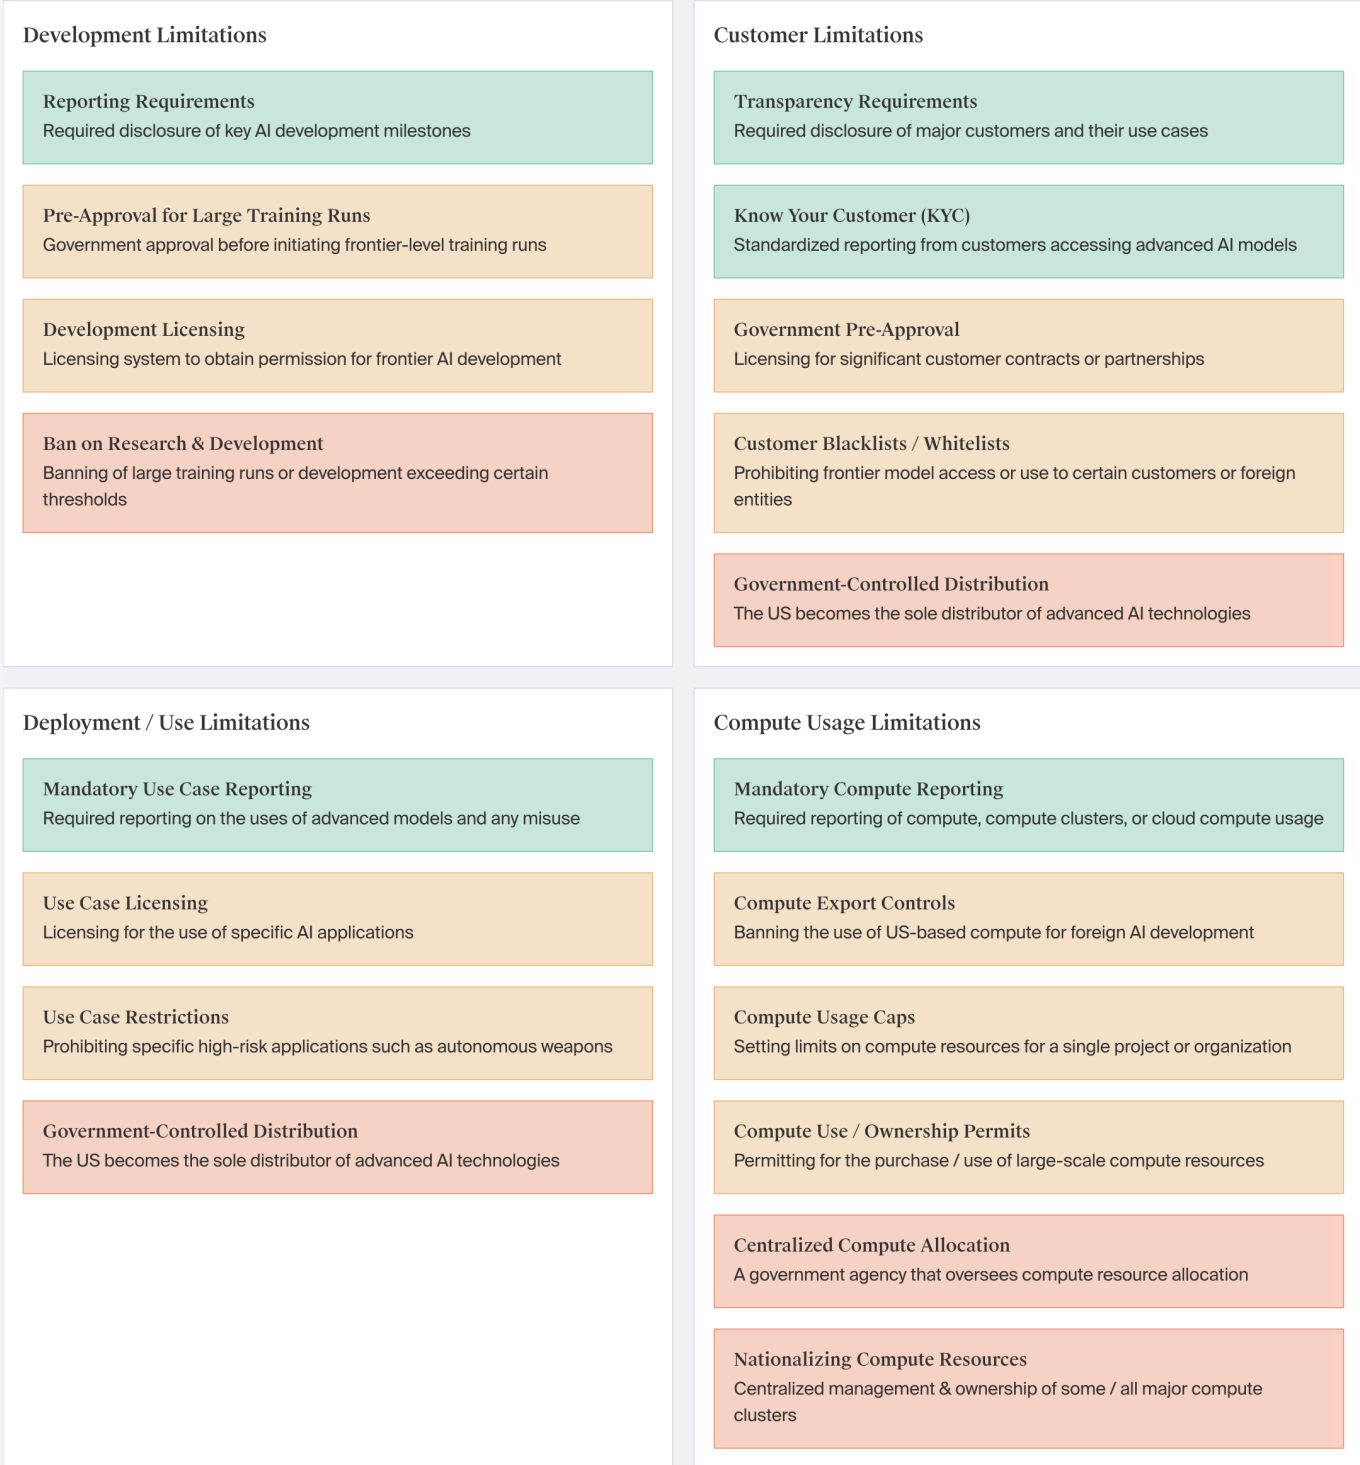 Development Limitations
Reporting Requirements
Required disclosure of key AI development milestones
Pre-Approval for Large Training Runs
Government approval before initiating frontier-level training runs
Development Licensing
Licensing system to obtain permission for frontier AI development
Ban on Research & Development
Banning of large training runs or development exceeding certain
thresholds
Customer Limitations
Transparency Requirements
Required disclosure of major customers and their use cases
Know Your Customer (KYC)
Standardized reporting from customers accessing advanced AI models
Government Pre-Approval
Licensing for significant customer contracts or partnerships
Customer Blacklists / Whitelists
Prohibiting frontier model access or use to certain customers or foreign
entities
Government-Controlled Distribution
The US becomes the sole distributor of advanced AI technologies
Deployment / Use Limitations
Mandatory Use Case Reporting
Required reporting on the uses of advanced models and any misuse
Use Case Licensing
Licensing for the use of specific AI applications
Use Case Restrictions
Prohibiting specific high-risk applications such as autonomous weapons
Government-Controlled Distribution
The US becomes the sole distributor of advanced AI technologies
Compute Usage Limitations
Mandatory Compute Reporting
Required reporting of compute, compute clusters, or cloud compute usage
Compute Export Controls
Banning the use of US-based compute for foreign AI development
Compute Usage Caps
Setting limits on compute resources for a single project or organization
Compute Use / Ownership Permits
Permitting for the purchase / use of large-scale compute resources
Centralized Compute Allocation
A government agency that oversees compute resource allocation
Nationalizing Compute Resources
Centralized management & ownership of some / all major compute
clusters